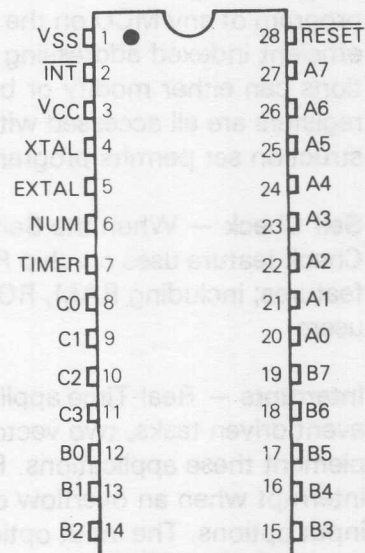 VSS 1 28 RESET
INT 2 27 A7
VCC 3 26 A6
XTAL 4 25 A5
EXTAL 5 24 A4
NUM 6 23 A3
TIMER 7 22 A2
C0 8 21 A1
C1 9 20 A0
C2 10 19 B7
C3 11 18 B6
B0 12 17 B5
B1 13 16 B4
B2 14 15 B3